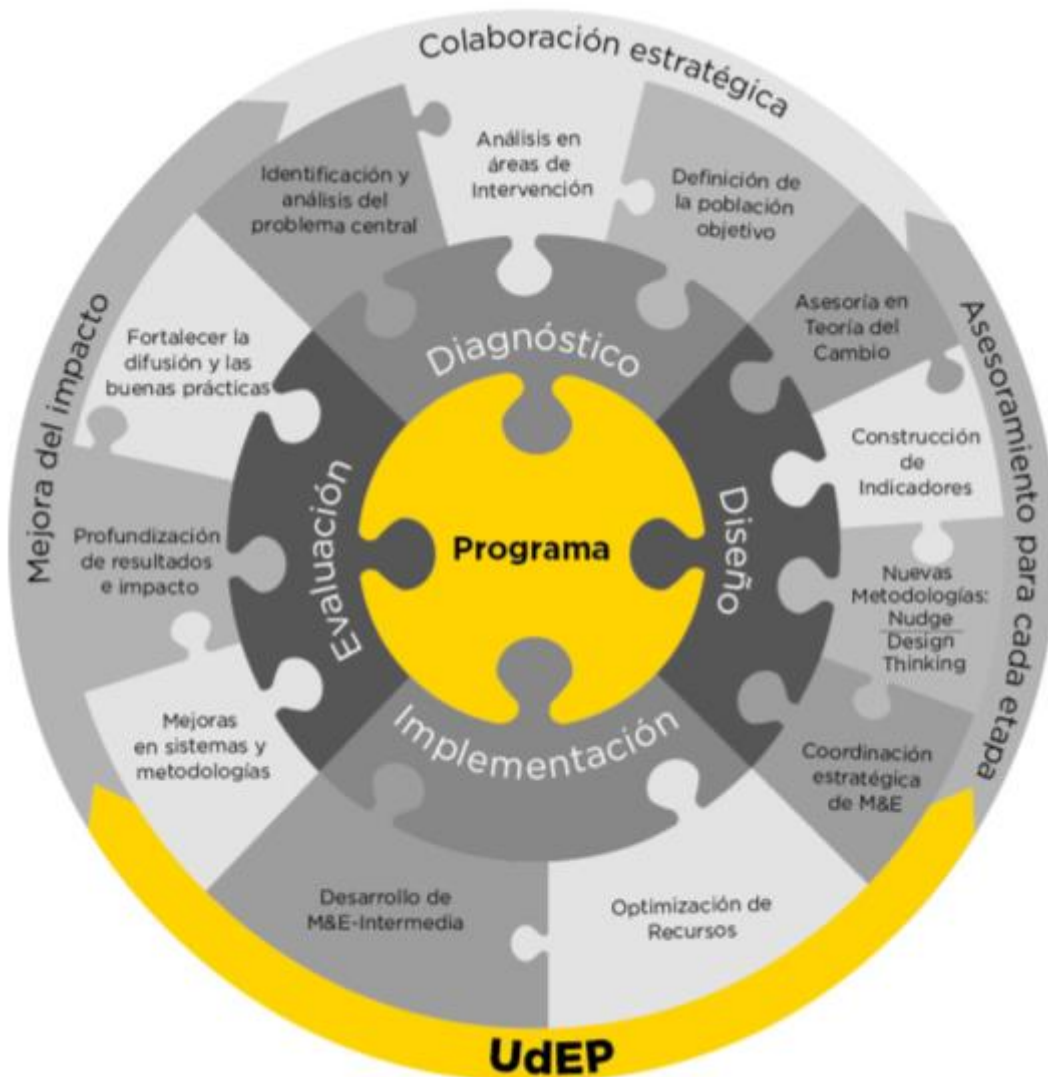 Colaboración estratégica
Identificación y
análisis del
problema central
Análisis en
áreas de
Intervención
Definición de
la población
objetivo
Asesoría en
Teoría del
Cambio
Construcción
de
Indicadores
Nuevas
Metodologías:
Nudge
Design
Thinking
Coordinación
estratégica
de M&E
Optimización de
Recursos
Desarrollo de
M&E-Intermedia
Mejoras
en sistemas y
metodologías
Profundización
de resultados
e impacto
Fortalecer la
difusión y las
buenas prácticas
Diagnóstico
Diseño
Implementación
Evaluación
Programa
Asesoramiento para cada etapa
Mejora del impacto
UdEP